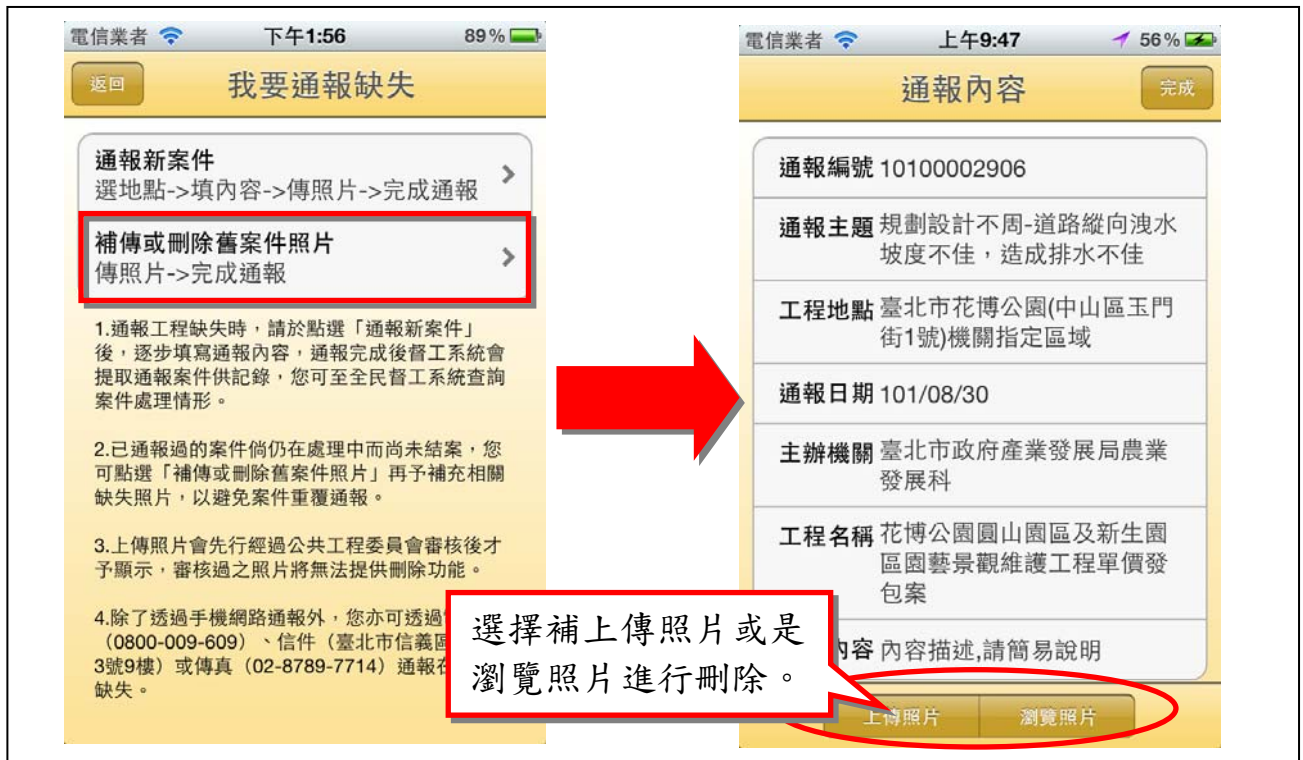 電信業者 下午1:56 89%
返回 我要通報缺失
通報新案件
選地點->填內容->傳照片->完成通報
補傳或刪除舊案件照片
傳照片->完成通報
1.通報工程缺失時,請於點選「通報新案件」
後,逐步填寫通報內容,通報完成後督工系統會
提取通報案件供記錄,您可至全民督工系統查詢
案件處理情形。
2.已通報過的案件倘仍在處理中而尚未結案,您
可點選「補傳或刪除舊案件照片」再予補充相關
缺失照片,以避免案件重覆通報。
3.上傳照片會先行經過公共工程委員會審核後才
予顯示,審核過之照片將無法提供刪除功能。
4.除了透過手機網路通報外,您亦可透過
(0800-009-609)、信件(臺北市信義
3號9樓)或傳真(02-8789-7714)通報
缺失。
電信業者 上午9:47 56%
通報內容 完成
通報編號 10100002906
通報主題 規劃設計不周-道路縱向洩水
坡度不佳,造成排水不佳
工程地點 臺北市花博公園(中山區玉門
街1號)機關指定區域
通報日期 101/08/30
主辦機關 臺北市政府產業發展局農業
發展科
工程名稱 花博公園圓山園區及新生園
區園藝景觀維護工程單價發
包案
內容 內容描述,請簡易說明
上傳照片 瀏覽照片
選擇補上傳照片或是
瀏覽照片進行刪除。